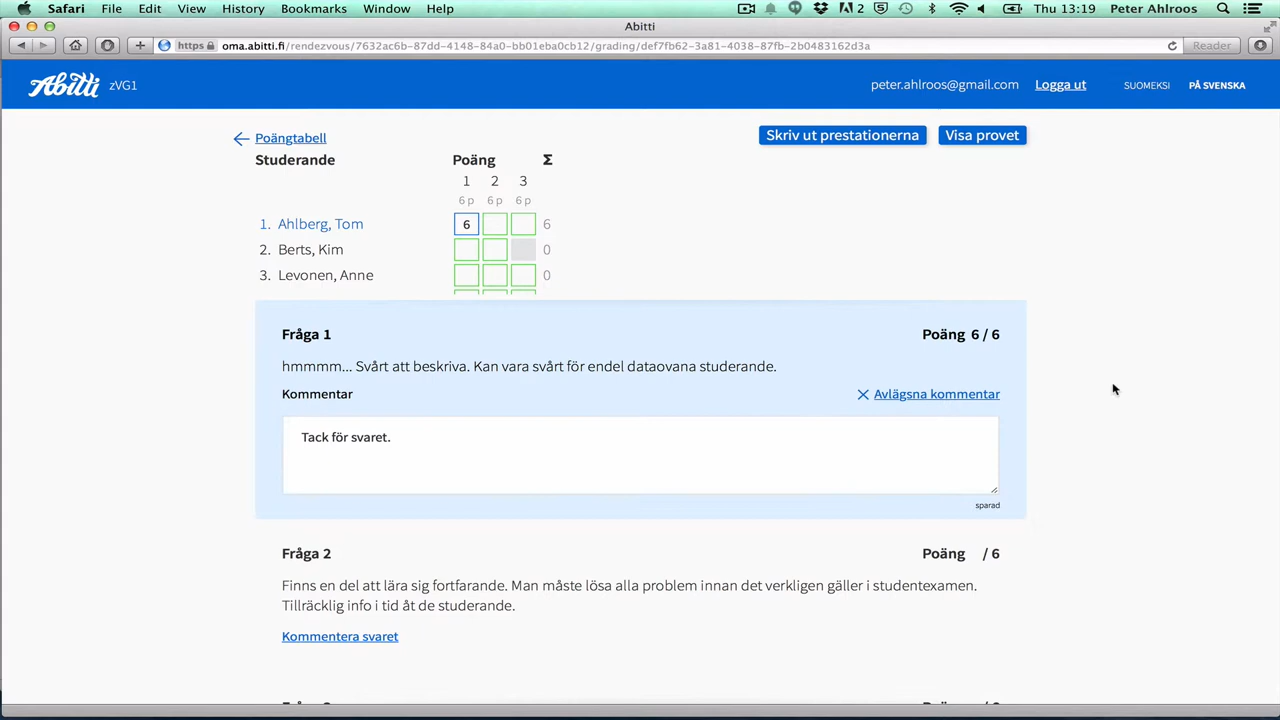 Safari File Edit View History Bookmarks Window Help 2 5 Thu 13:19 Peter Ahlroos
Abitti
https oma.abitti.fi/rendezvous/7632ac6b-87dd-4148-84a0-bb01eba0cb12/grading/def7fb62-3a81-4038-87fb-2b0483162d3a Reader
Abitti zVG1 peter.ahlroos@gmail.com Logga ut SUOMEKSI PÅ SVENSKA
Poängtabell Skriv ut prestationerna Visa provet
Studerande Poäng Σ
1 2 3
6 p 6 p 6 p
1. Ahlberg, Tom 6 6
2. Berts, Kim 0
3. Levonen, Anne 0
Fråga 1 Poäng 6 / 6
hmmmm... Svårt att beskriva. Kan vara svårt för endel dataovana studerande.
Kommentar Avlägsna kommentar
Tack för svaret.
sparad
Fråga 2 Poäng / 6
Finns en del att lära sig fortfarande. Man måste lösa alla problem innan det verkligen gäller i studentexamen.
Tillräcklig info i tid åt de studerande.
Kommentera svaret